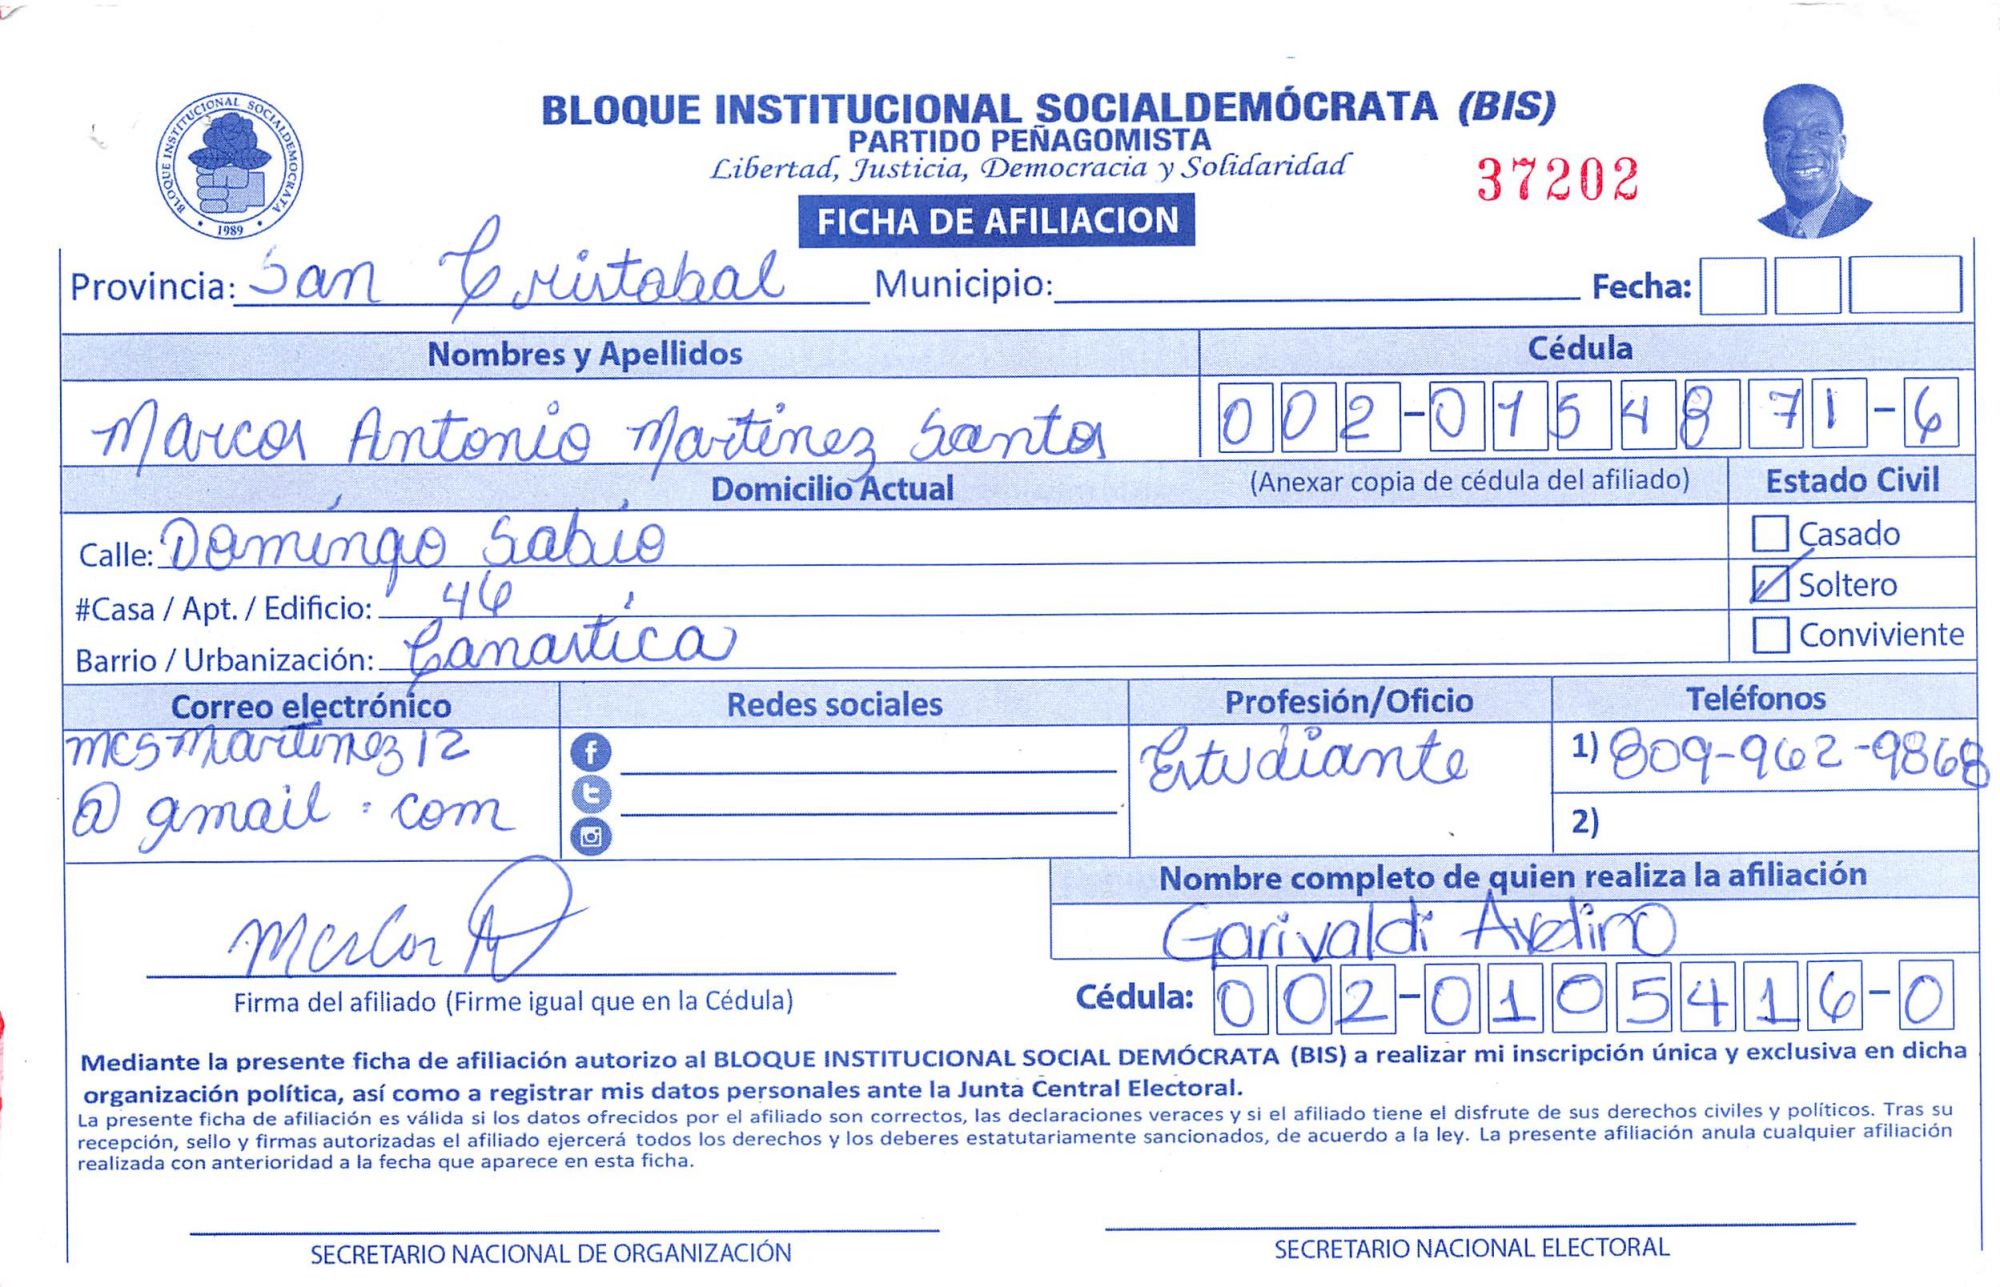 BLOQUE INSTITUCIONAL SOCIALDEMOCRATA
1989
BLOQUE INSTITUCIONAL SOCIALDEMÓCRATA (BIS)
PARTIDO PEÑAGOMISTA
Libertad, Justicia, Democracia y Solidaridad
37202
FICHA DE AFILIACION
Provincia: San Cristobal Municipio: Fecha:
Nombres y Apellidos Cédula
Marcos Antonio Martinez Santos 002-0154871-6
Domicilio Actual (Anexar copia de cédula del afiliado) Estado Civil
Calle: Domingo Sabio Casado
#Casa / Apt. / Edificio: 46 Soltero
Barrio / Urbanización: Canastica Conviviente
Correo electrónico Redes sociales Profesión/Oficio Teléfonos
mcsmartinez12 Estudiante 1) 809-962-9868
@gmail.com 2)
Nombre completo de quien realiza la afiliación
Garivaldi Avelino
Marcos
Firma del afiliado (Firme igual que en la Cédula) Cédula: 002-0105416-0
Mediante la presente ficha de afiliación autorizo al BLOQUE INSTITUCIONAL SOCIAL DEMÓCRATA (BIS) a realizar mi inscripción única y exclusiva en dicha
organización política, así como a registrar mis datos personales ante la Junta Central Electoral.
La presente ficha de afiliación es válida si los datos ofrecidos por el afiliado son correctos, las declaraciones veraces y si el afiliado tiene el disfrute de sus derechos civiles y políticos. Tras su
recepción, sello y firmas autorizadas el afiliado ejercerá todos los derechos y los deberes estatutariamente sancionados, de acuerdo a la ley. La presente afiliación anula cualquier afiliación
realizada con anterioridad a la fecha que aparece en esta ficha.
SECRETARIO NACIONAL DE ORGANIZACIÓN SECRETARIO NACIONAL ELECTORAL